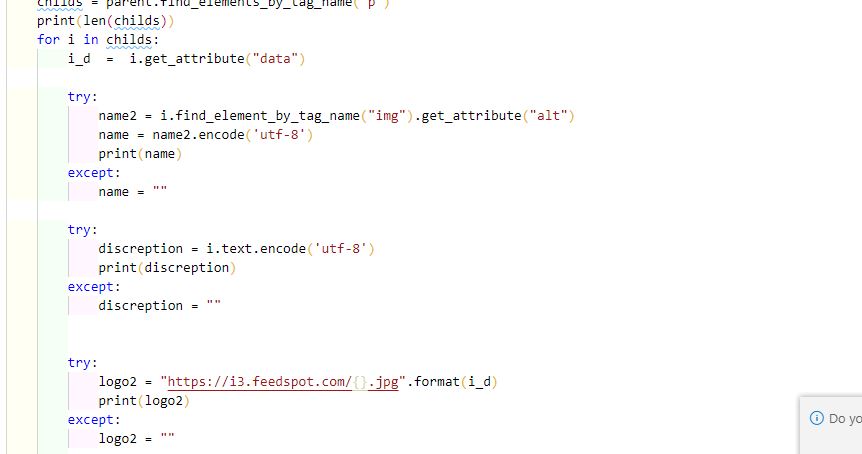 childs = parent.find_elements_by_tag_name("p")
print(len(childs))
for i in childs:
i_d  =  i.get_attribute("data")
try:
name2 = i.find_element_by_tag_name("img").get_attribute("alt")
name = name2.encode('utf-8')
print(name)
except:
name = ""
try:
discreption = i.text.encode('utf-8')
print(discreption)
except:
discreption = ""
try:
logo2 = "https://i3.feedspot.com/{}.jpg".format(i_d)
print(logo2)
except:
logo2 = ""
Do yo